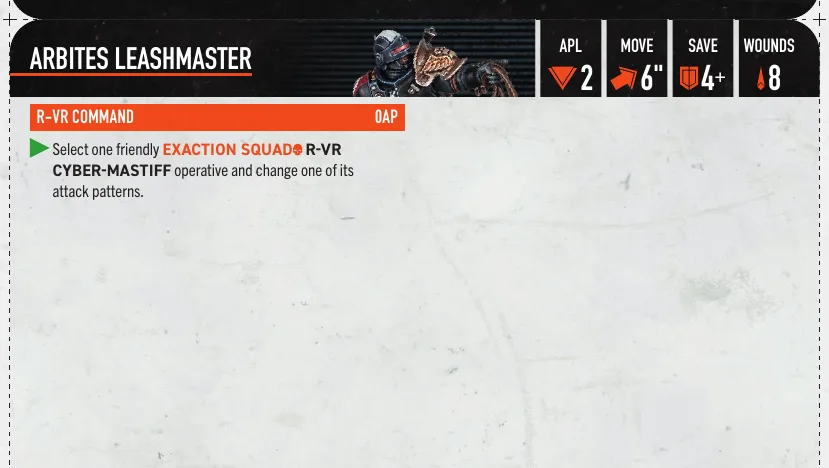 ARBITES LEASHMASTER
APL MOVE SAVE WOUNDS
2 6" 4+ 8
R-VR COMMAND 0AP
Select one friendly EXACTION SQUAD R-VR
CYBER-MASTIFF operative and change one of its
attack patterns.